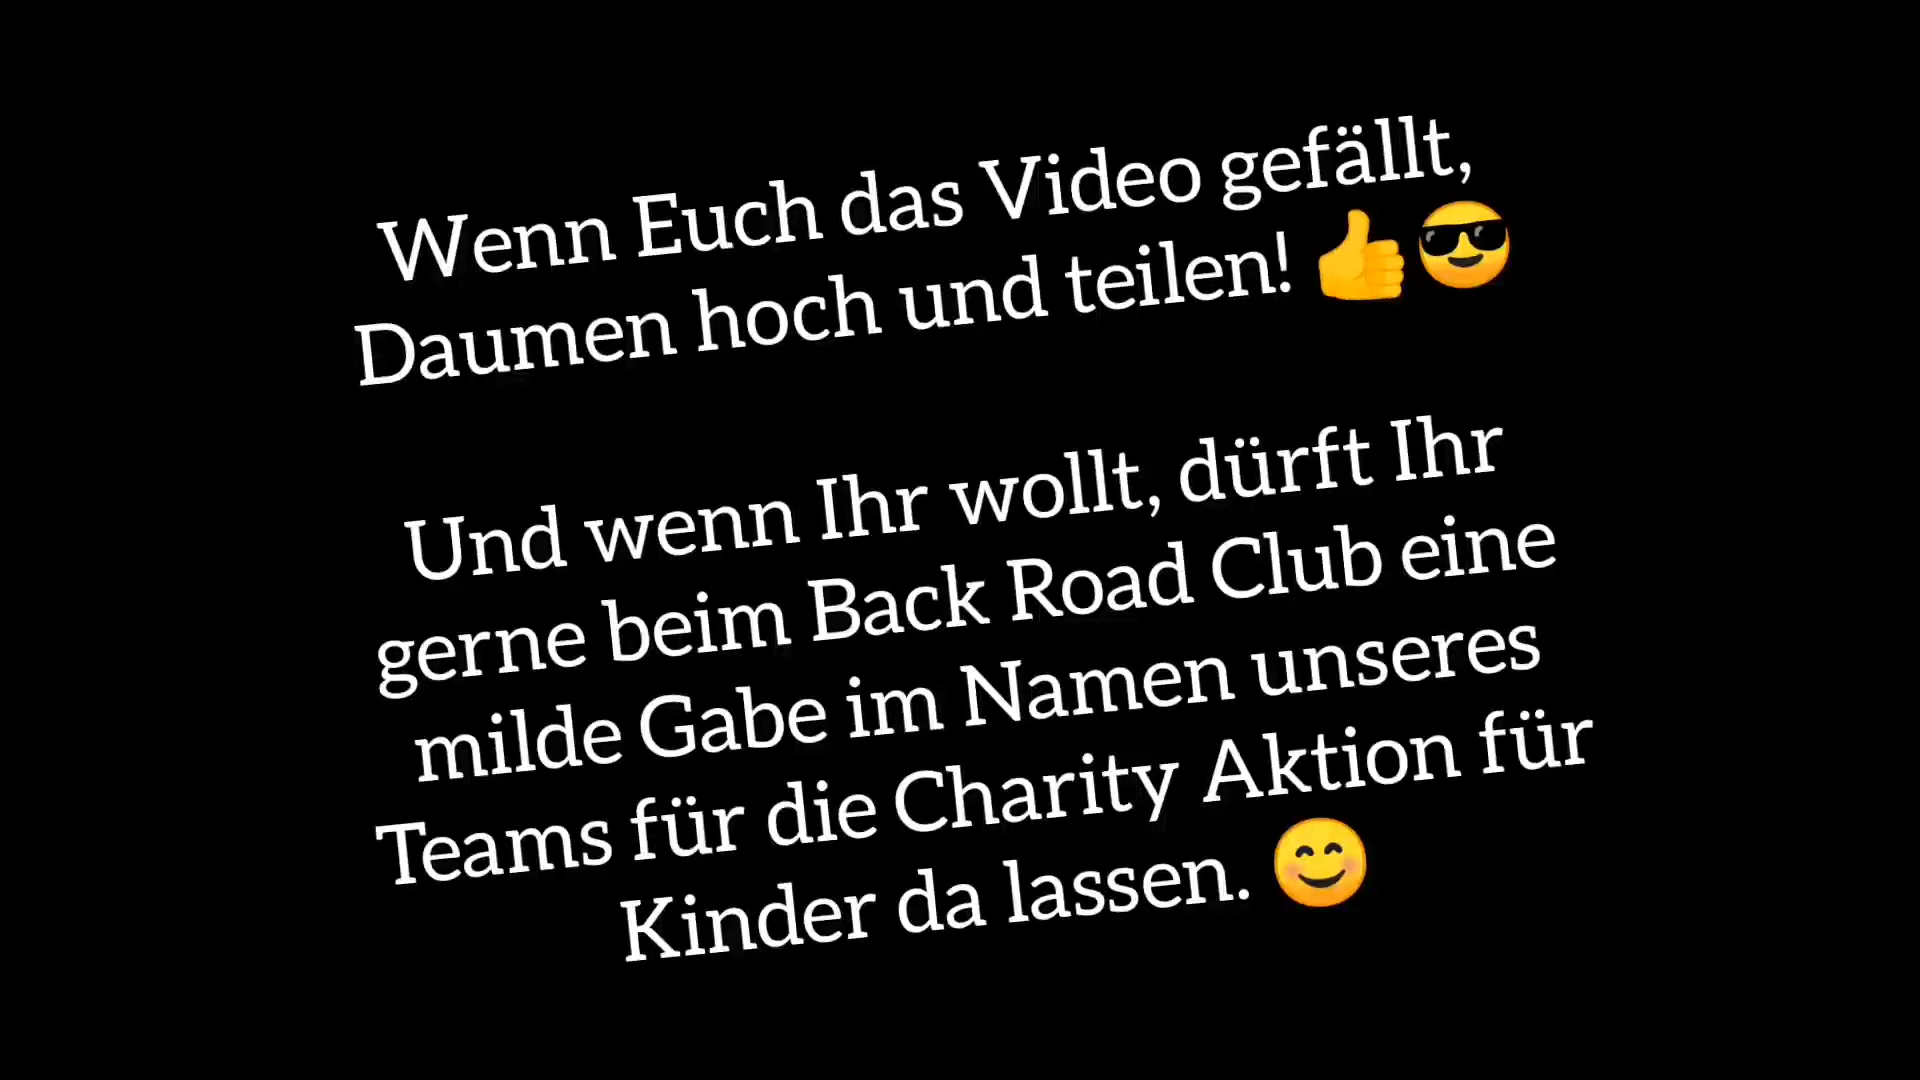 Wenn Euch das Video gefällt,
Daumen hoch und teilen! 👍😎
Und wenn Ihr wollt, dürft Ihr
gerne beim Back Road Club eine
milde Gabe im Namen unseres
Teams für die Charity Aktion für
Kinder da lassen. 😊